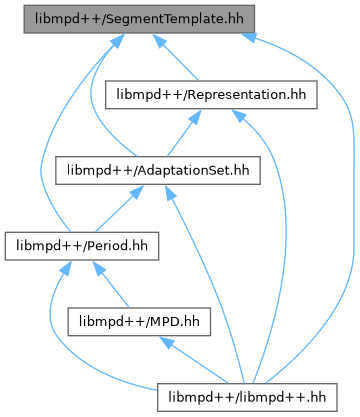 libmpd++/SegmentTemplate.hh
libmpd++/Representation.hh
libmpd++/AdaptationSet.hh
libmpd++/Period.hh
libmpd++/MPD.hh
libmpd++/libmpd++.hh